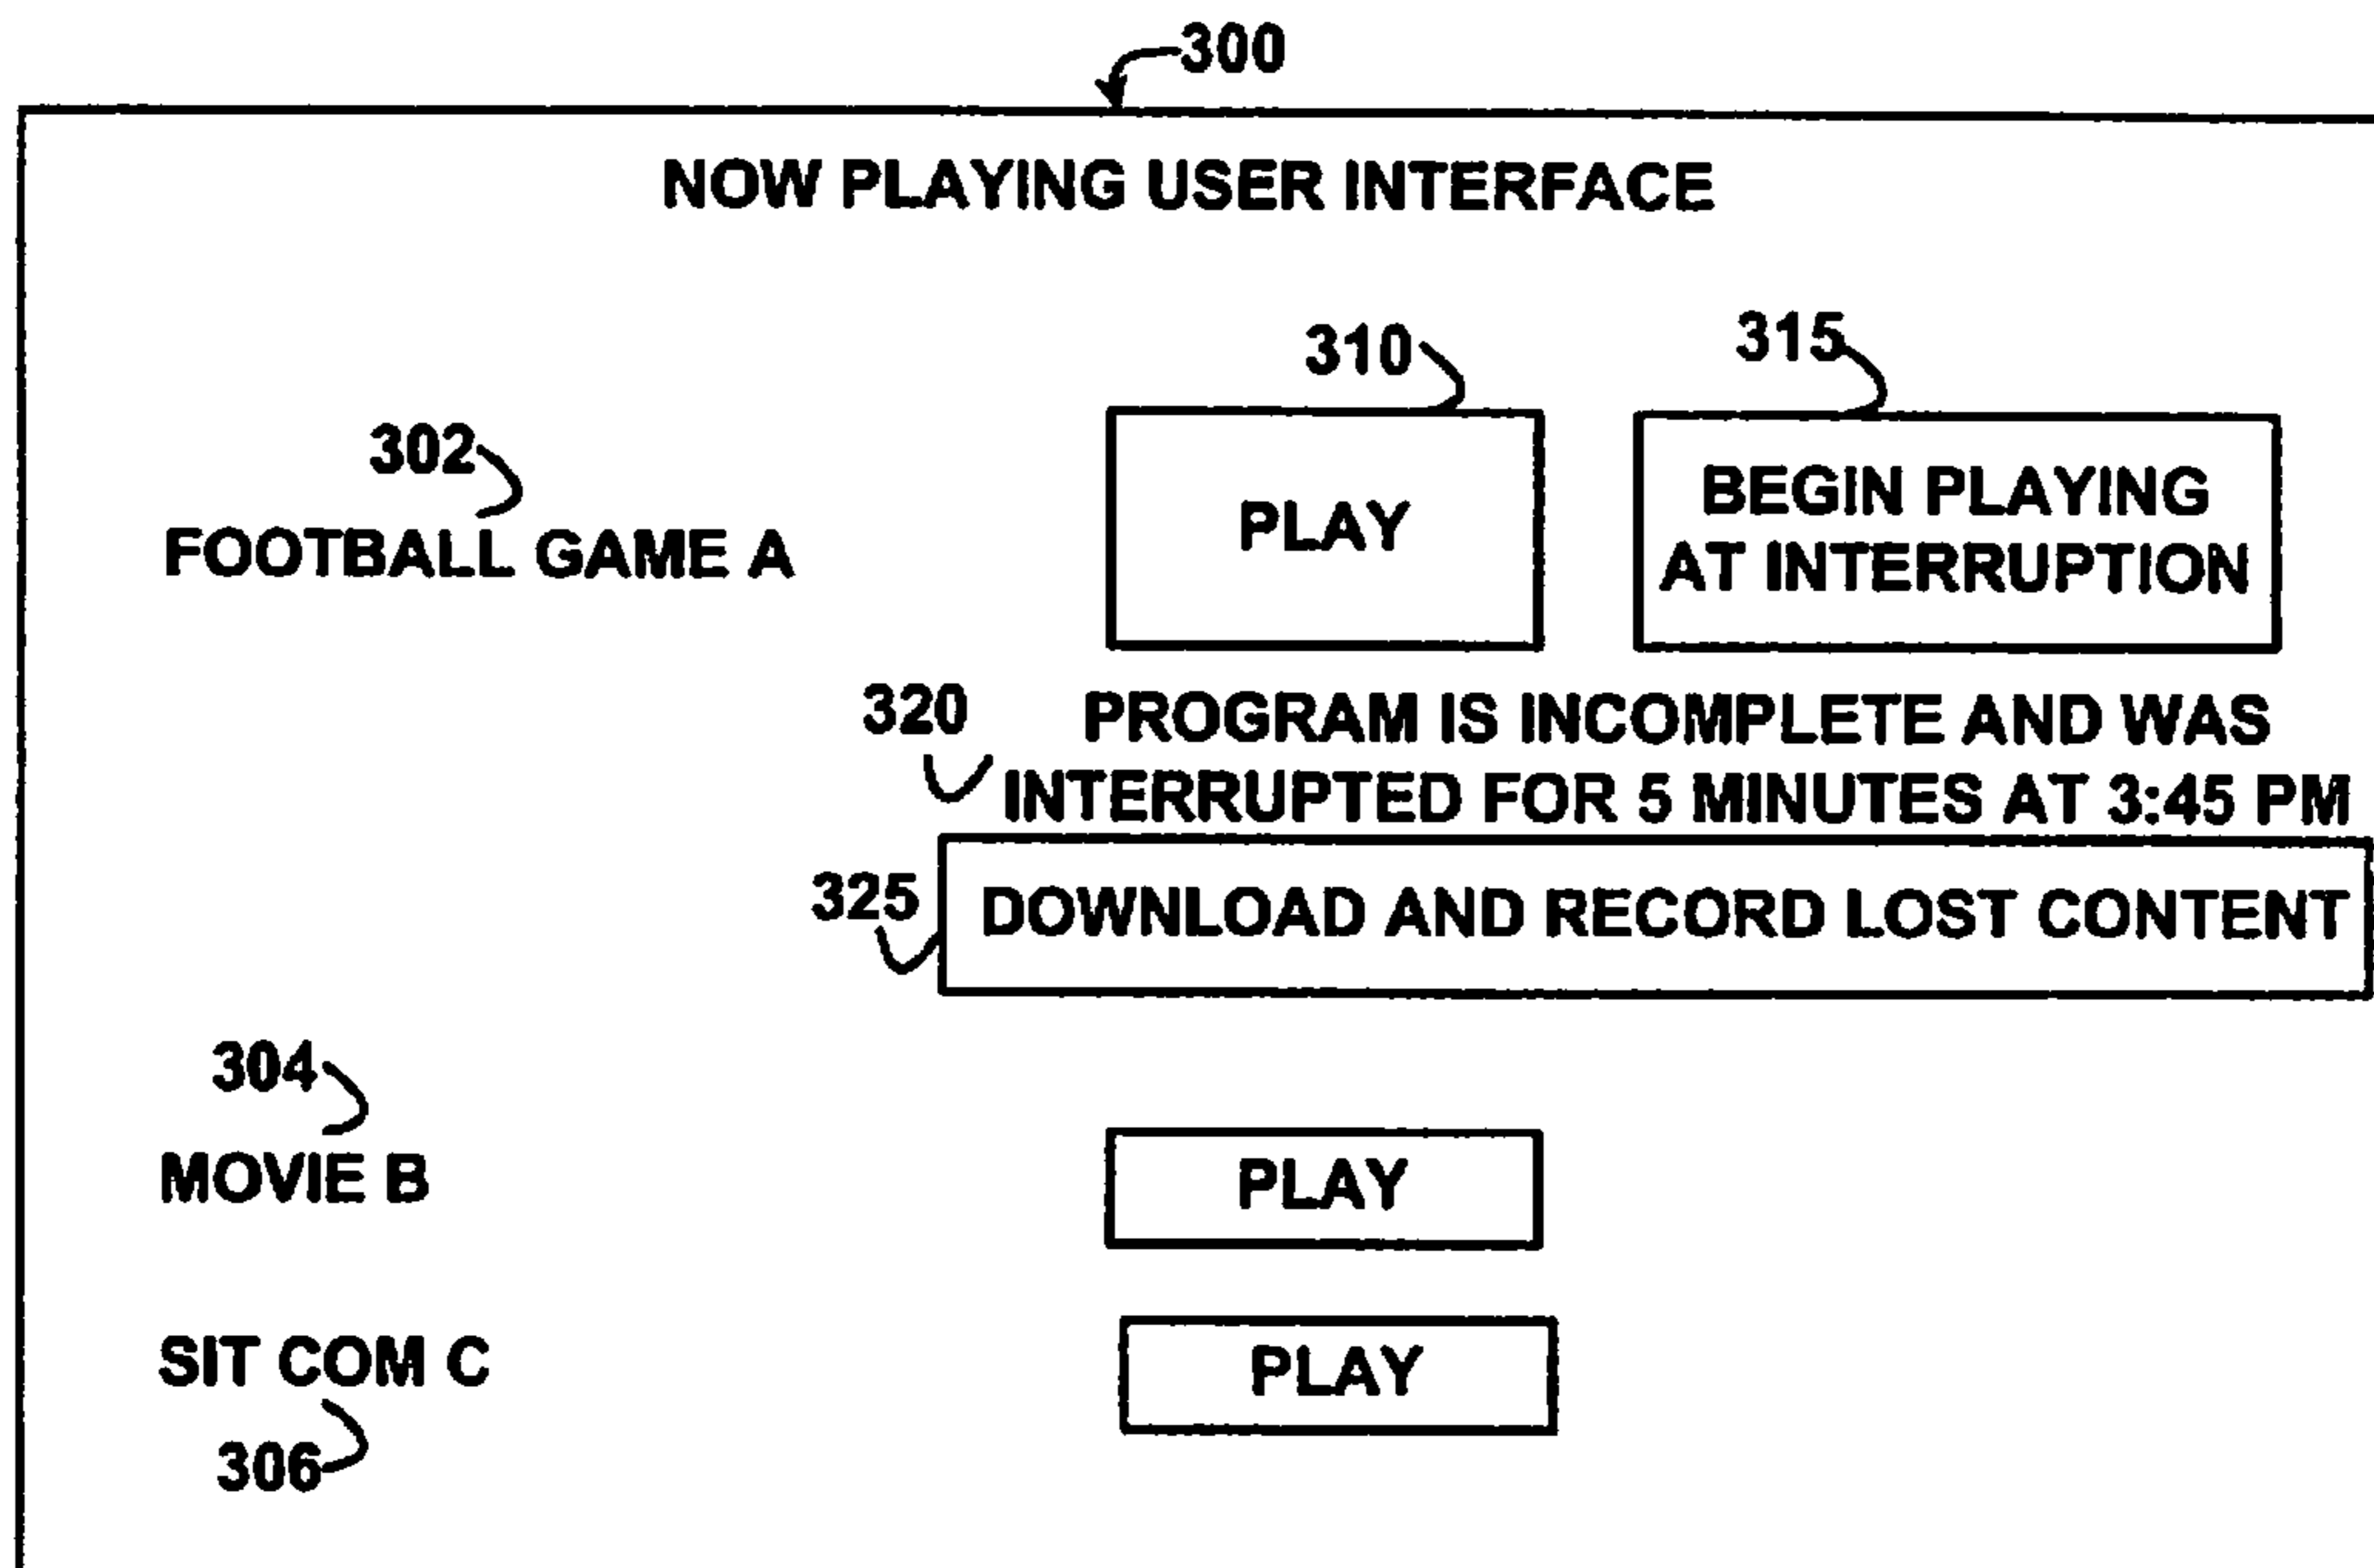 300
NOW PLAYING USER INTERFACE
310
315
302
FOOTBALL GAME A
PLAY
BEGIN PLAYING
AT INTERRUPTION
320
PROGRAM IS INCOMPLETE AND WAS
INTERRUPTED FOR 5 MINUTES AT 3:45 PM
325
DOWNLOAD AND RECORD LOST CONTENT
304
MOVIE B
PLAY
SIT COM C
PLAY
306